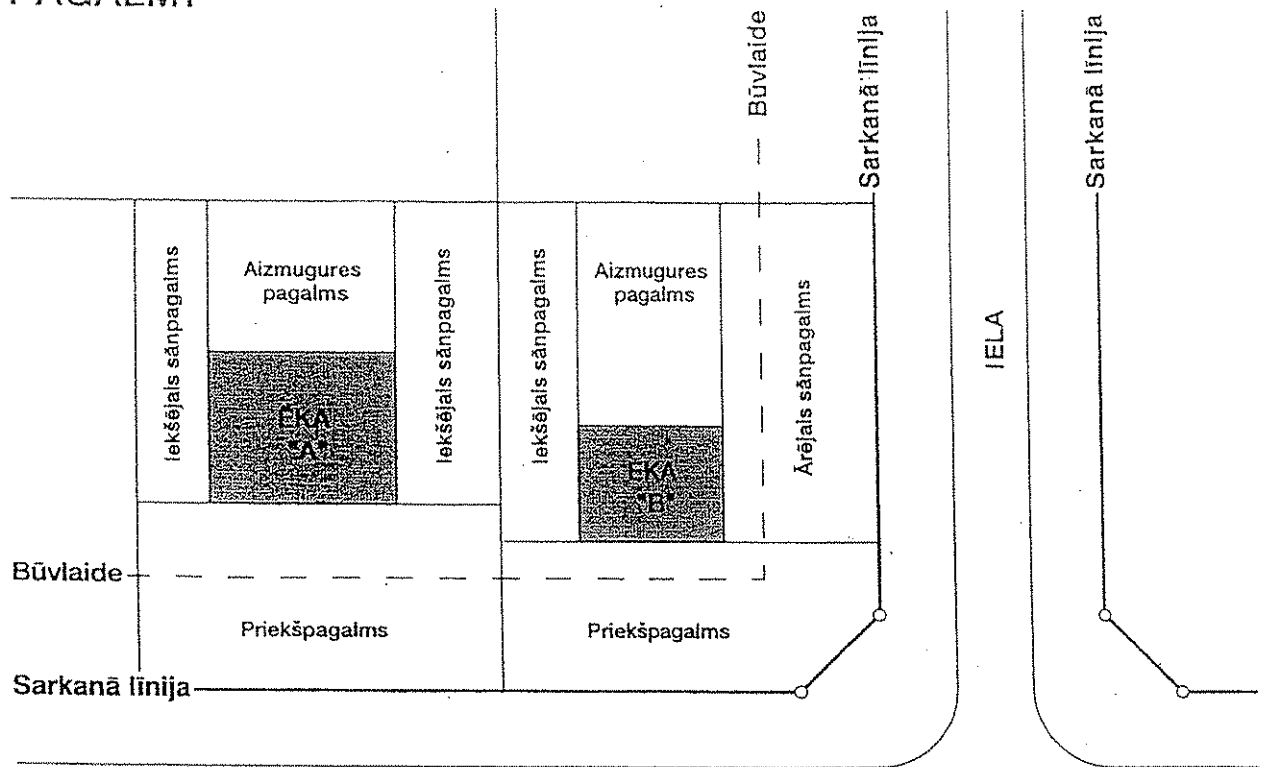 PAGALMI
Būvlaide
Sarkanā līnija
Sarkanā līnija
Iekšējais sānpagalms
Aizmugures
pagalms
Iekšējais sānpagalms
Iekšējais sānpagalms
Aizmugures
pagalms
Ārējais sānpagalms
IELA
ĒKA
"A"
ĒKA
"B"
Būvlaide
Priekšpagalms
Priekšpagalms
Sarkanā līnija